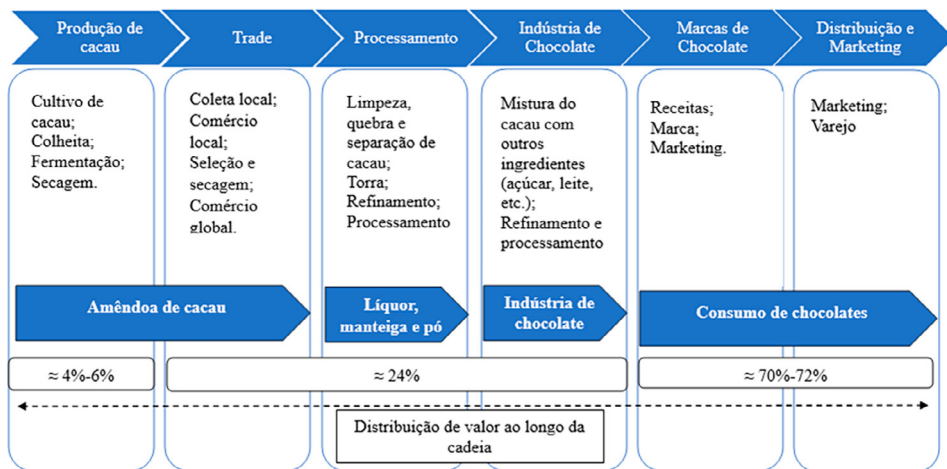 Produção de
cacau
Trade
Processamento
Indústria de
Chocolate
Marcas de
Chocolate
Distribuição e
Marketing
Cultivo de
cacau;
Colheita;
Fermentação;
Secagem.
Coleta local;
Comércio
local;
Seleção e
secagem;
Comércio
global.
Limpeza,
quebra e
separação de
cacau;
Torra;
Refinamento;
Processamento
Mistura do
cacau com
outros
ingredientes
(açúcar, leite,
etc.);
Refinamento e
processamento
Receitas;
Marca;
Marketing.
Marketing;
Varejo
Amêndoa de cacau
Líquor,
manteiga e pó
Indústria de
chocolate
Consumo de chocolates
≈ 4%-6%
≈ 24%
≈ 70%-72%
Distribuição de valor ao longo da
cadeia